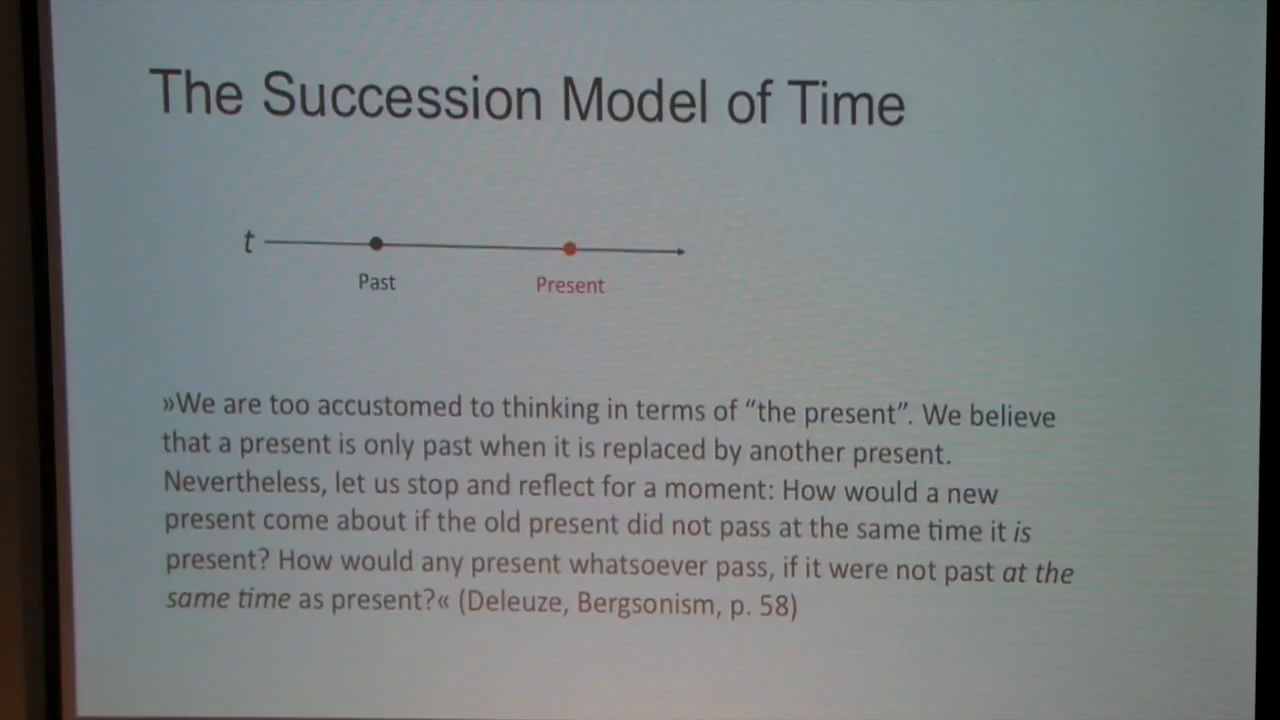 The Succession Model of Time
t
Past
Present
»We are too accustomed to thinking in terms of “the present”. We believe
that a present is only past when it is replaced by another present.
Nevertheless, let us stop and reflect for a moment: How would a new
present come about if the old present did not pass at the same time it is
present? How would any present whatsoever pass, if it were not past at the
same time as present?« (Deleuze, Bergsonism, p. 58)